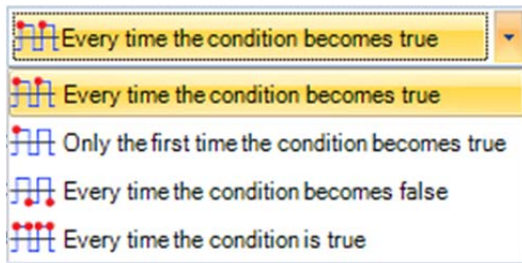 Every time the condition becomes true
Every time the condition becomes true
Only the first time the condition becomes true
Every time the condition becomes false
Every time the condition is true